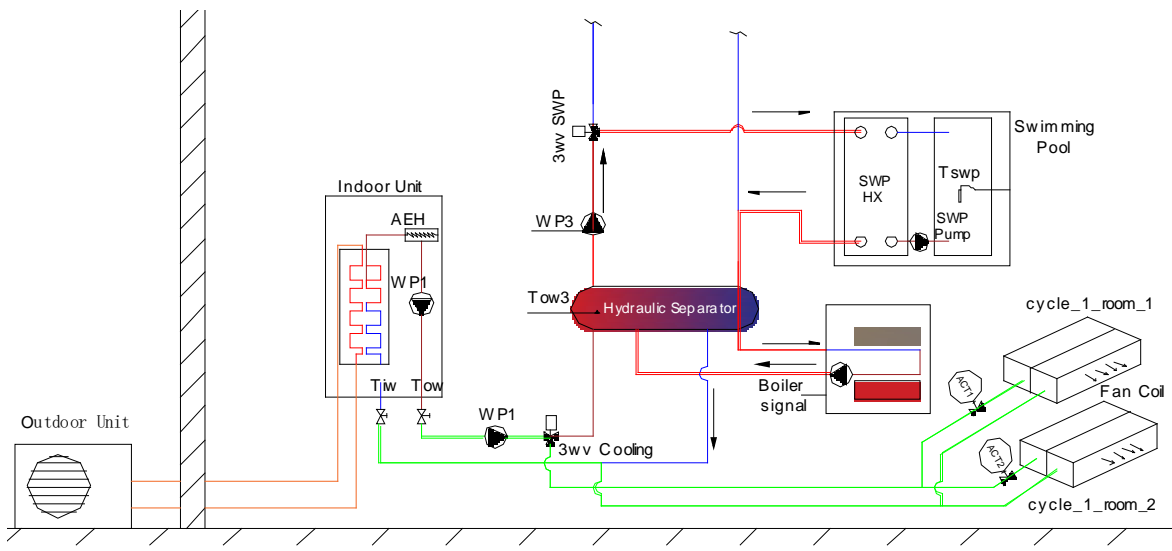 3wv SWP
Swimming
Pool
SWP
HX
Tswp
SWP
Pump
Indoor Unit
AEH
WP3
WP1
Tow3
Hydraulic Separator
cycle_1_room_1
Boiler
signal
ACT1
Fan Coil
Tiw
Tow
Outdoor Unit
WP1
3wv Cooling
ACT2
cycle_1_room_2